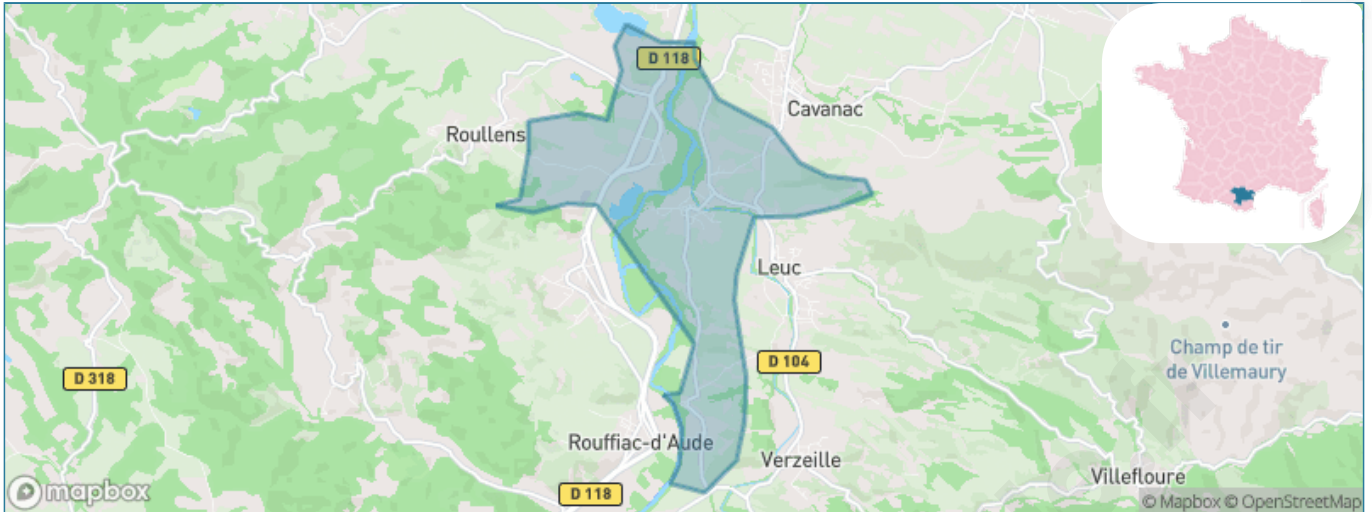 D 118
Cavanac
Roullens
Leuc
Champ de tir
de Villemaury
D 104
D 318
Rouffiac-d'Aude
Verzeille
Villefloure
D 118
mapbox
© Mapbox © OpenStreetMap